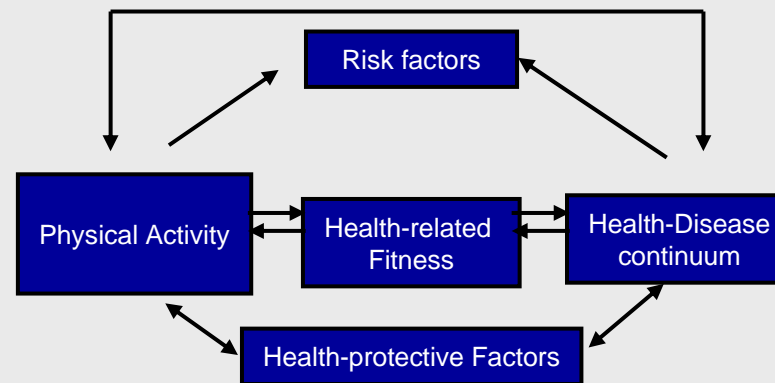 Risk factors
Physical Activity
Health-related
Fitness
Health-Disease
continuum
Health-protective Factors